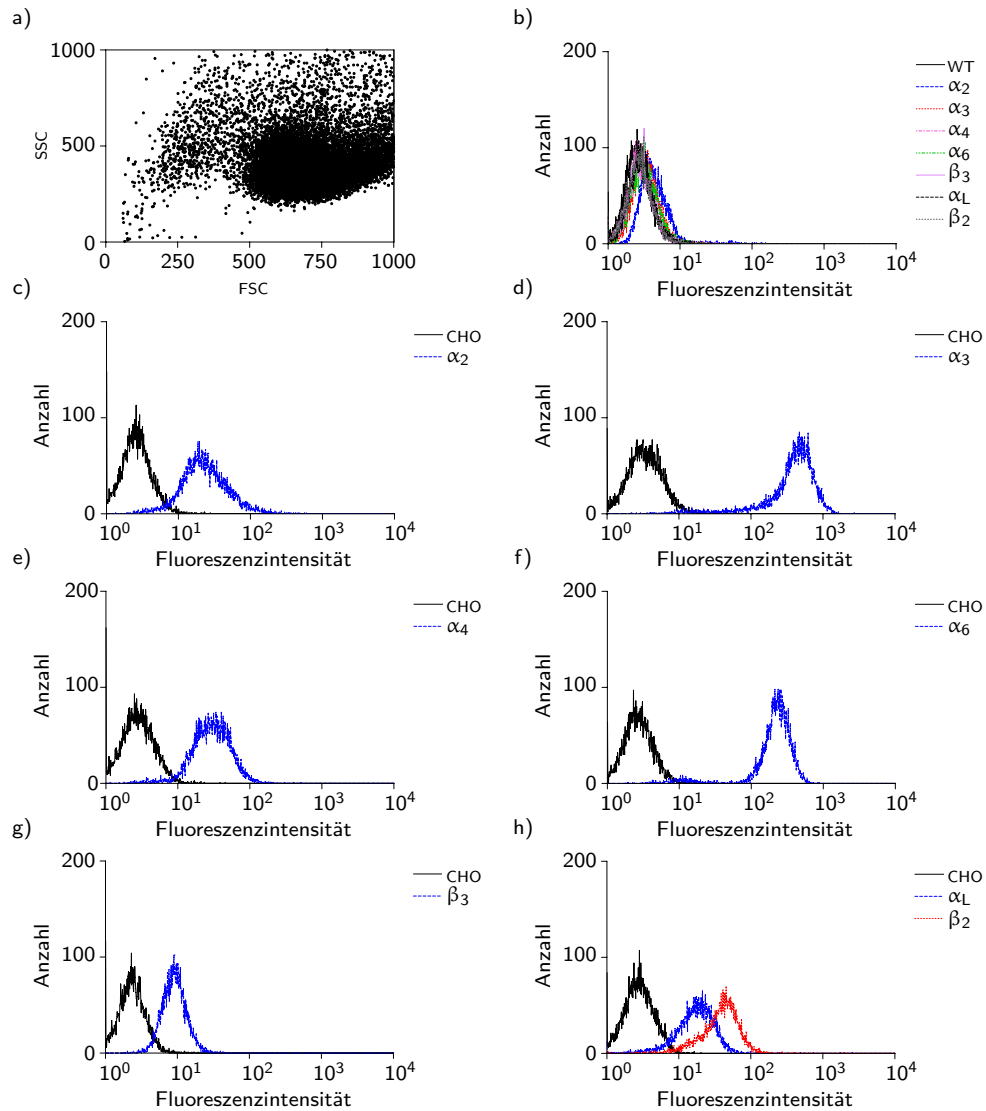 a)
1000
500
0
SSC
0 250 500 750 1000
FSC
b)
200
100
0
Anzahl
10^0 10^1 10^2 10^3 10^4
Fluoreszenzintensität
WT
α2
α3
α4
α6
β3
αL
β2
c)
200
100
0
Anzahl
10^0 10^1 10^2 10^3 10^4
Fluoreszenzintensität
CHO
α2
d)
200
100
0
Anzahl
10^0 10^1 10^2 10^3 10^4
Fluoreszenzintensität
CHO
α3
e)
200
100
0
Anzahl
10^0 10^1 10^2 10^3 10^4
Fluoreszenzintensität
CHO
α4
f)
200
100
0
Anzahl
10^0 10^1 10^2 10^3 10^4
Fluoreszenzintensität
CHO
α6
g)
200
100
0
Anzahl
10^0 10^1 10^2 10^3 10^4
Fluoreszenzintensität
CHO
β3
h)
200
100
0
Anzahl
10^0 10^1 10^2 10^3 10^4
Fluoreszenzintensität
CHO
αL
β2